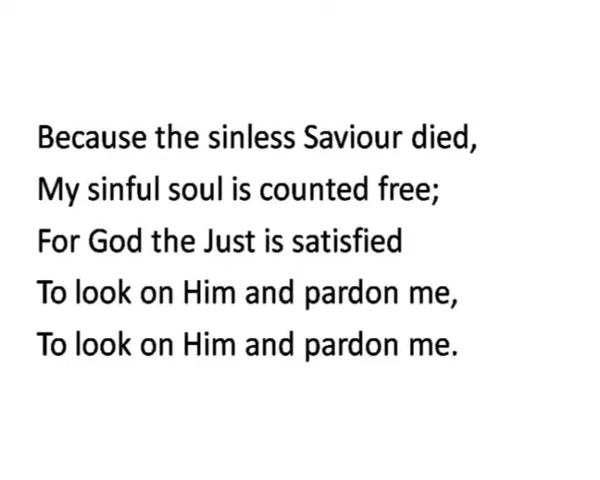 Because the sinless Saviour died,
My sinful soul is counted free;
For God the Just is satisfied
To look on Him and pardon me,
To look on Him and pardon me.